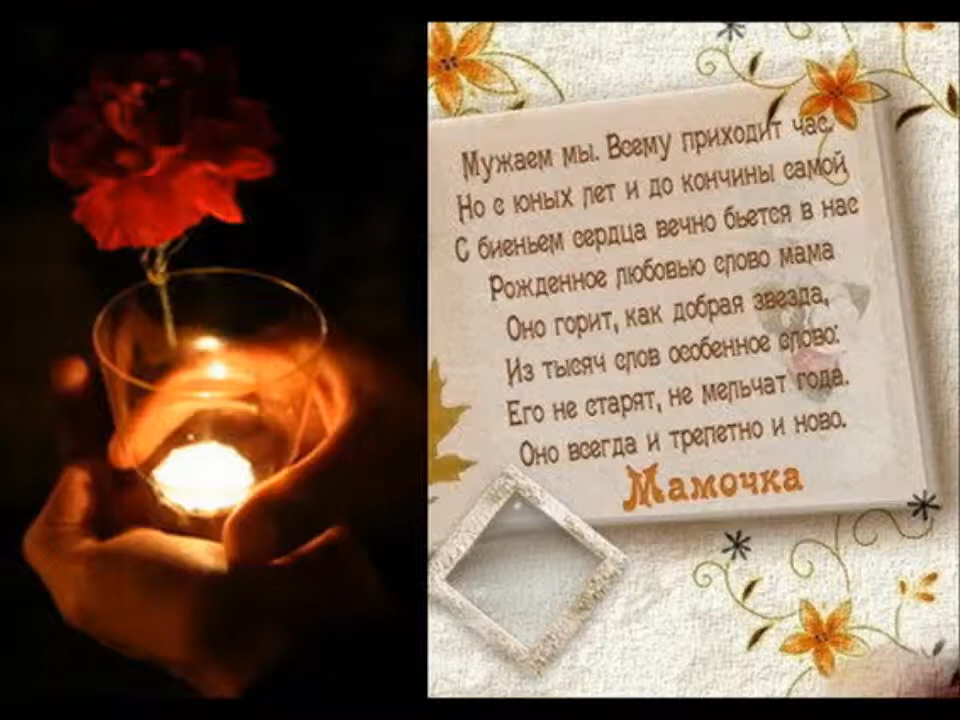 Мужаем мы. Всему приходит час.
Но с юных лет и до кончины самой
С биеньем сердца вечно бьется в нас
Рожденное любовью слово мама
Оно горит, как добрая звезда,
Из тысяч слов особенное слово:
Его не старят, не мельчат года.
Оно всегда и трепетно и ново.
Мамочка